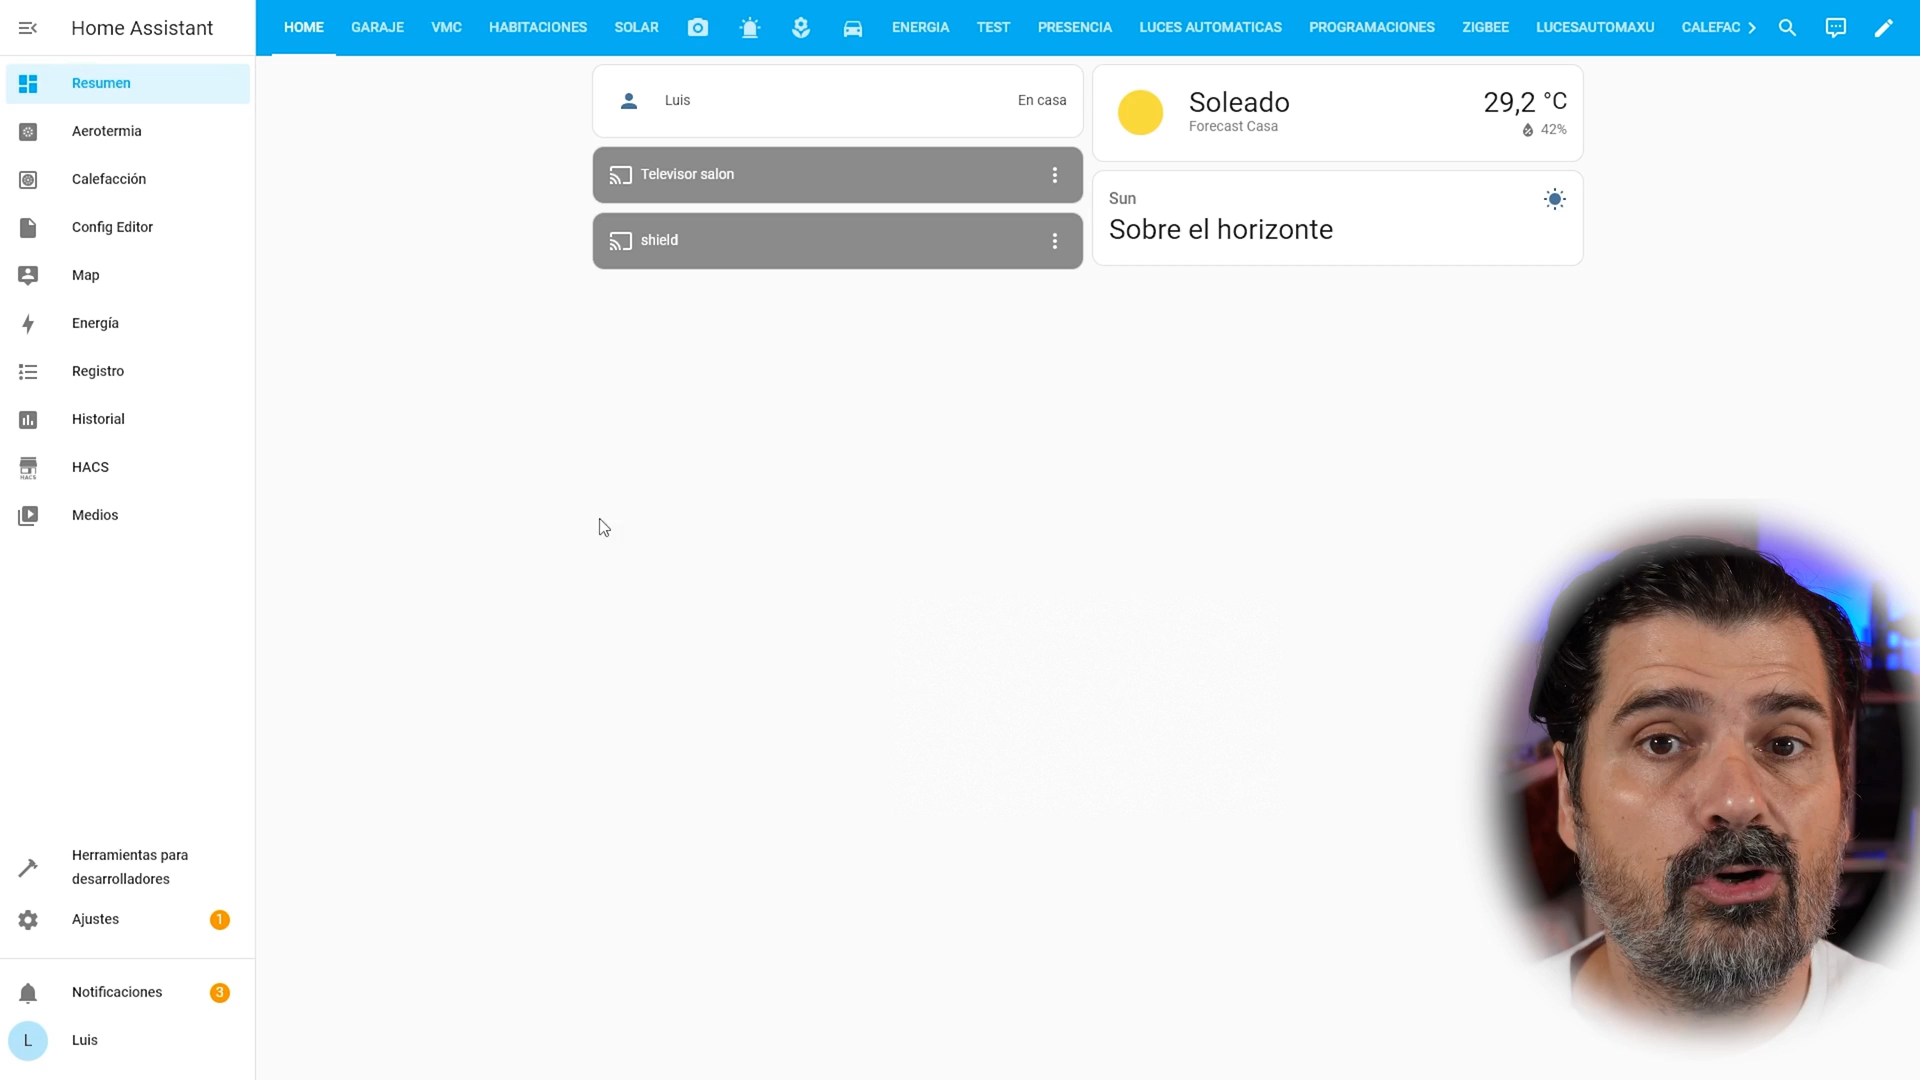 Home Assistant
HOME
GARAJE
VMC
HABITACIONES
SOLAR
ENERGIA
TEST
PRESENCIA
LUCES AUTOMATICAS
PROGRAMACIONES
ZIGBEE
LUCESAUTOMAXU
CALEFAC
Resumen
Aerotermia
Calefacción
Config Editor
Map
Energía
Registro
Historial
HACS
HACS
Medios
Herramientas para
desarrolladores
Ajustes
1
Notificaciones
3
L
Luis
Luis
En casa
Televisor salon
shield
Soleado
29,2 °C
Forecast Casa
42%
Sun
Sobre el horizonte